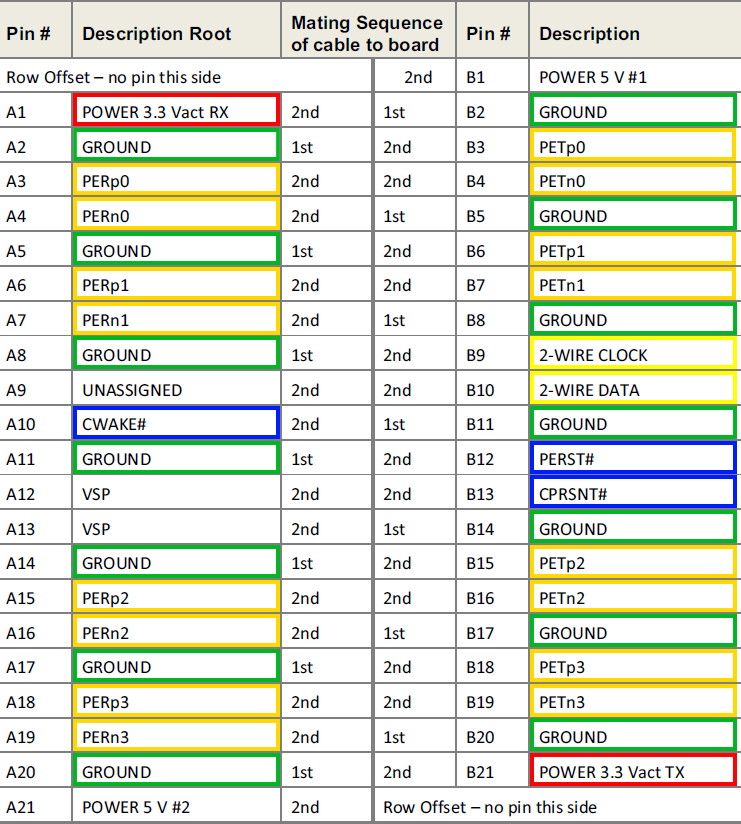 Pin # Description Root Mating Sequence of cable to board Pin # Description
Row Offset – no pin this side 2nd B1 POWER 5 V #1
A1 POWER 3.3 Vact RX 2nd 1st B2 GROUND
A2 GROUND 1st 2nd B3 PETp0
A3 PERp0 2nd 2nd B4 PETn0
A4 PERn0 2nd 1st B5 GROUND
A5 GROUND 1st 2nd B6 PETp1
A6 PERp1 2nd 2nd B7 PETn1
A7 PERn1 2nd 1st B8 GROUND
A8 GROUND 1st 2nd B9 2-WIRE CLOCK
A9 UNASSIGNED 2nd 2nd B10 2-WIRE DATA
A10 CWAKE# 2nd 1st B11 GROUND
A11 GROUND 1st 2nd B12 PERST#
A12 VSP 2nd 2nd B13 CPRSNT#
A13 VSP 2nd 1st B14 GROUND
A14 GROUND 1st 2nd B15 PETp2
A15 PERp2 2nd 2nd B16 PETn2
A16 PERn2 2nd 1st B17 GROUND
A17 GROUND 1st 2nd B18 PETp3
A18 PERp3 2nd 2nd B19 PETn3
A19 PERn3 2nd 1st B20 GROUND
A20 GROUND 1st 2nd B21 POWER 3.3 Vact TX
A21 POWER 5 V #2 2nd Row Offset – no pin this side